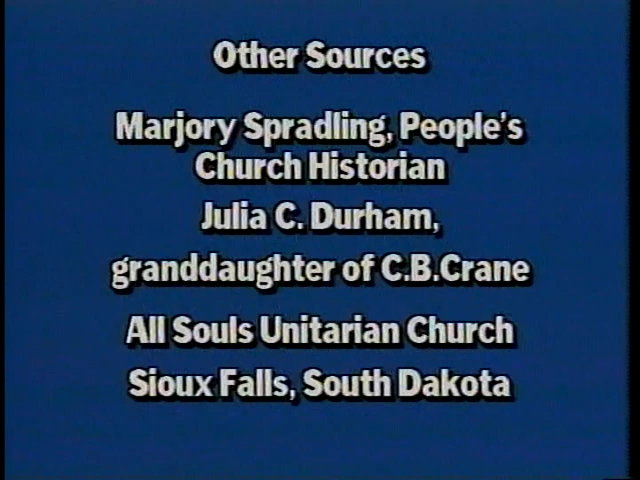 Other Sources
Marjory Spradling, People's
Church Historian
Julia C. Durham,
granddaughter of C.B.Crane
All Souls Unitarian Church
Sioux Falls, South Dakota